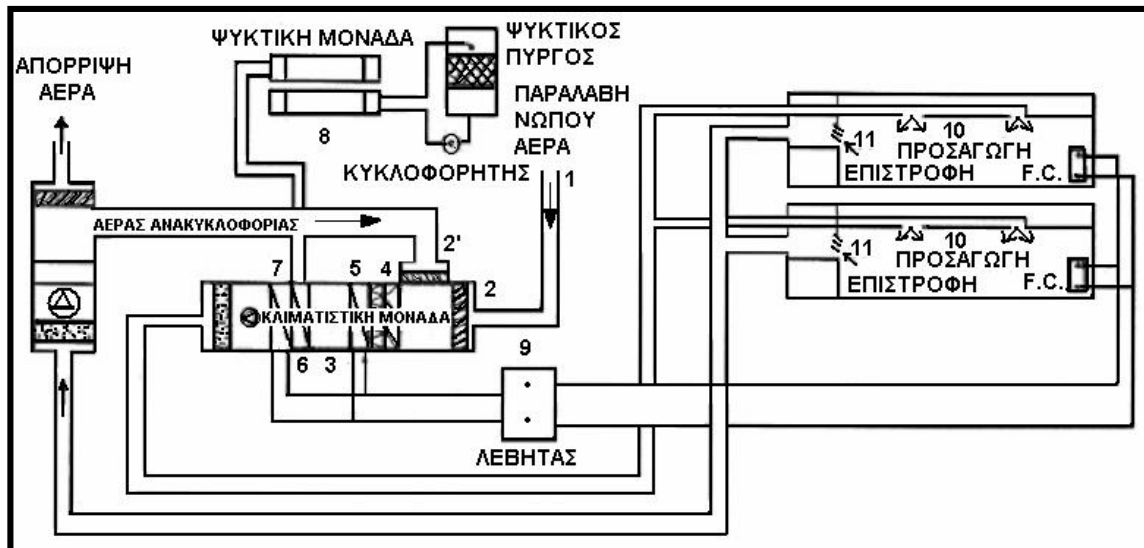 ΨΥΚΤΙΚΗ ΜΟΝΑΔΑ
ΨΥΚΤΙΚΟΣ
ΠΥΡΓΟΣ
ΑΠΟΡΡΙΨΗ
ΑΕΡΑ
ΠΑΡΑΛΑΒΗ
ΝΩΠΟΥ
ΑΕΡΑ
8
ΚΥΚΛΟΦΟΡΗΤΗΣ
1
11
10
ΠΡΟΣΑΓΩΓΗ
ΕΠΙΣΤΡΟΦΗ
F.C.
ΑΕΡΑΣ ΑΝΑΚΥΚΛΟΦΟΡΙΑΣ
2'
11
10
ΠΡΟΣΑΓΩΓΗ
ΕΠΙΣΤΡΟΦΗ
F.C.
7
5
4
2
ΚΛΙΜΑΤΙΣΤΙΚΗ ΜΟΝΑΔΑ
6
3
9
ΛΕΒΗΤΑΣ